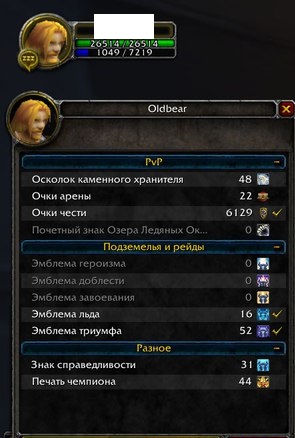 26514 / 26514
1049 / 7219
zzz
Oldbear
PvP
Осколок каменного хранителя 48
Очки арены 22
Очки чести 6129
Почетный знак Озера Ледяных Ок... 0
Подземелья и рейды
Эмблема героизма 0
Эмблема доблести 0
Эмблема завоевания 0
Эмблема льда 16
Эмблема триумфа 52
Разное
Знак справедливости 31
Печать чемпиона 44